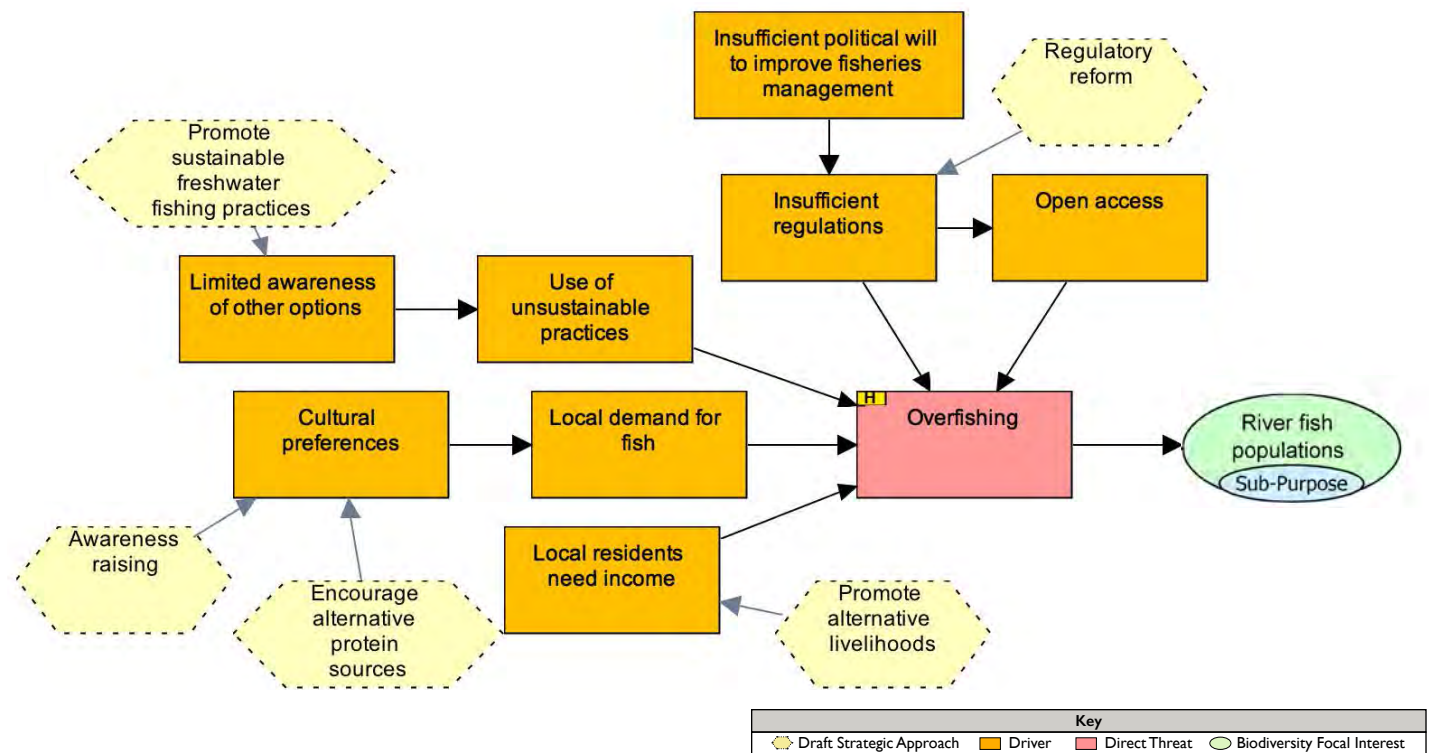 Insufficient political will
to improve fisheries
management
Regulatory
reform
Promote
sustainable
freshwater
fishing practices
Insufficient
regulations
Open access
Limited awareness
of other options
Use of
unsustainable
practices
Cultural
preferences
Local demand for
fish
H
Overfishing
River fish
populations
Sub-Purpose
Awareness
raising
Encourage
alternative
protein
sources
Local residents
need income
Promote
alternative
livelihoods
Key
Draft Strategic Approach
Driver
Direct Threat
Biodiversity Focal Interest